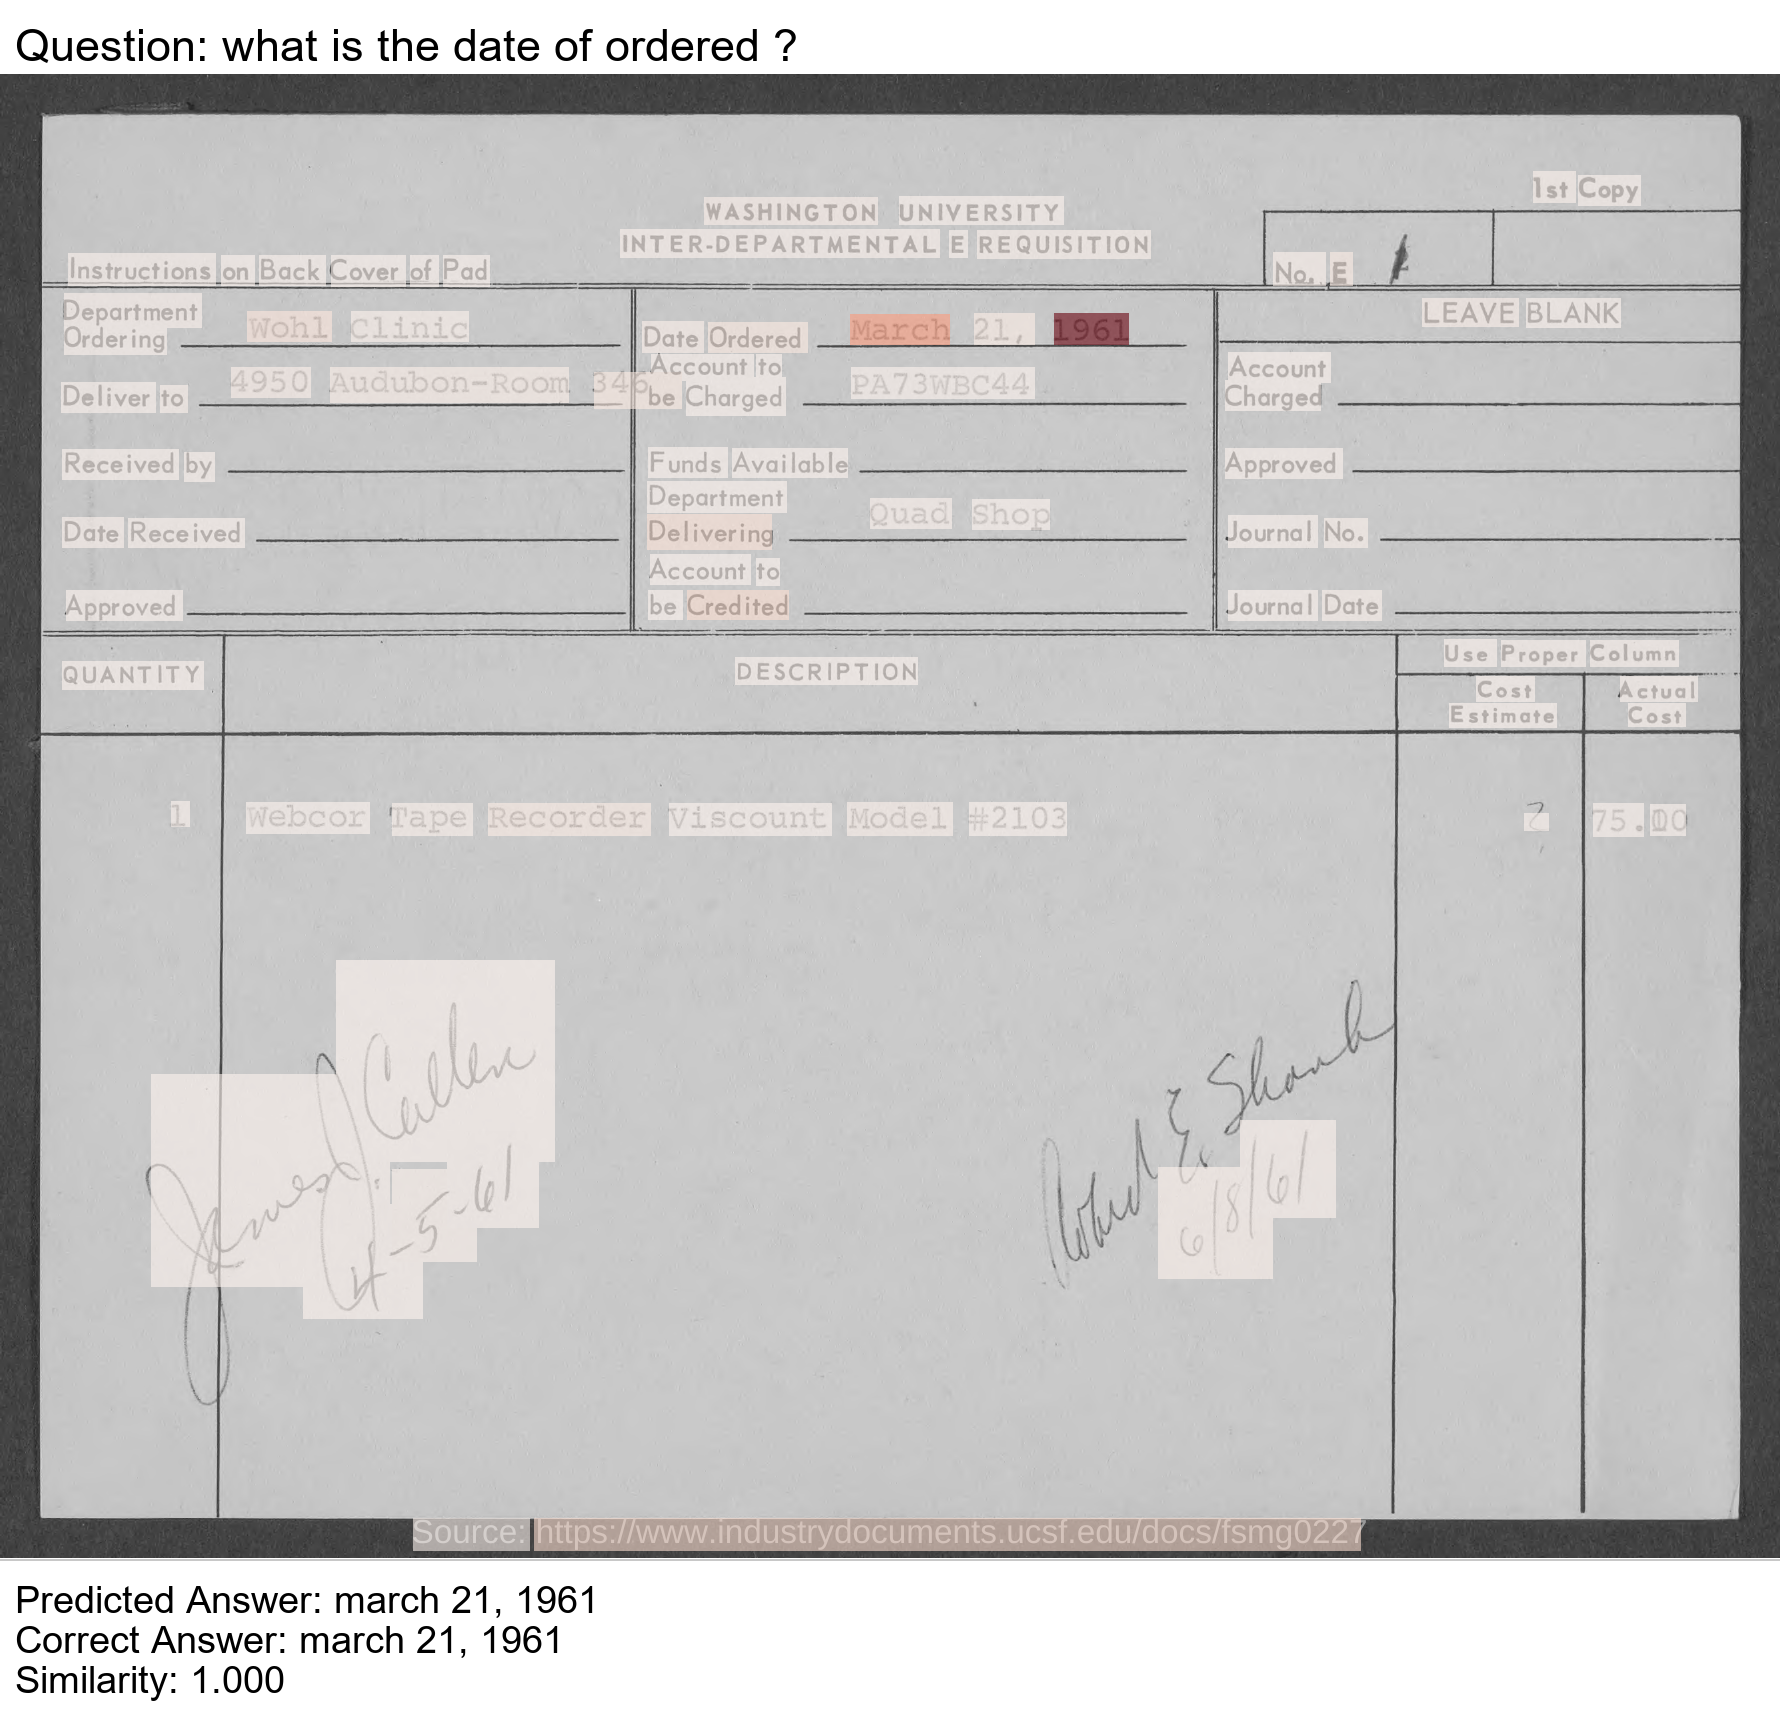 Question: what is the date of ordered ?
1st Copy
WASHINGTON UNIVERSITY
INTER-DEPARTMENTAL E REQUISITION
Instructions on Back Cover of Pad
No. E 1
Department
Ordering Wohl Clinic
Deliver to 4950 Audubon-Room 346
Received by
Date Received
Approved
Date Ordered March 21, 1961
Account to
be Charged PA73WBC44
Funds Available
Department
Delivering Quad Shop
Account to
be Credited
LEAVE BLANK
Account
Charged
Approved
Journal No.
Journal Date
QUANTITY
DESCRIPTION
Use Proper Column
Cost
Estimate
Actual
Cost
1 Webcor Tape Recorder Viscount Model #2103 ? 75.00
James J. Cullen
4-5-61
Robert E. Shank
6/8/61
Source: https://www.industrydocuments.ucsf.edu/docs/fsmg0227
Predicted Answer: march 21, 1961
Correct Answer: march 21, 1961
Similarity: 1.000